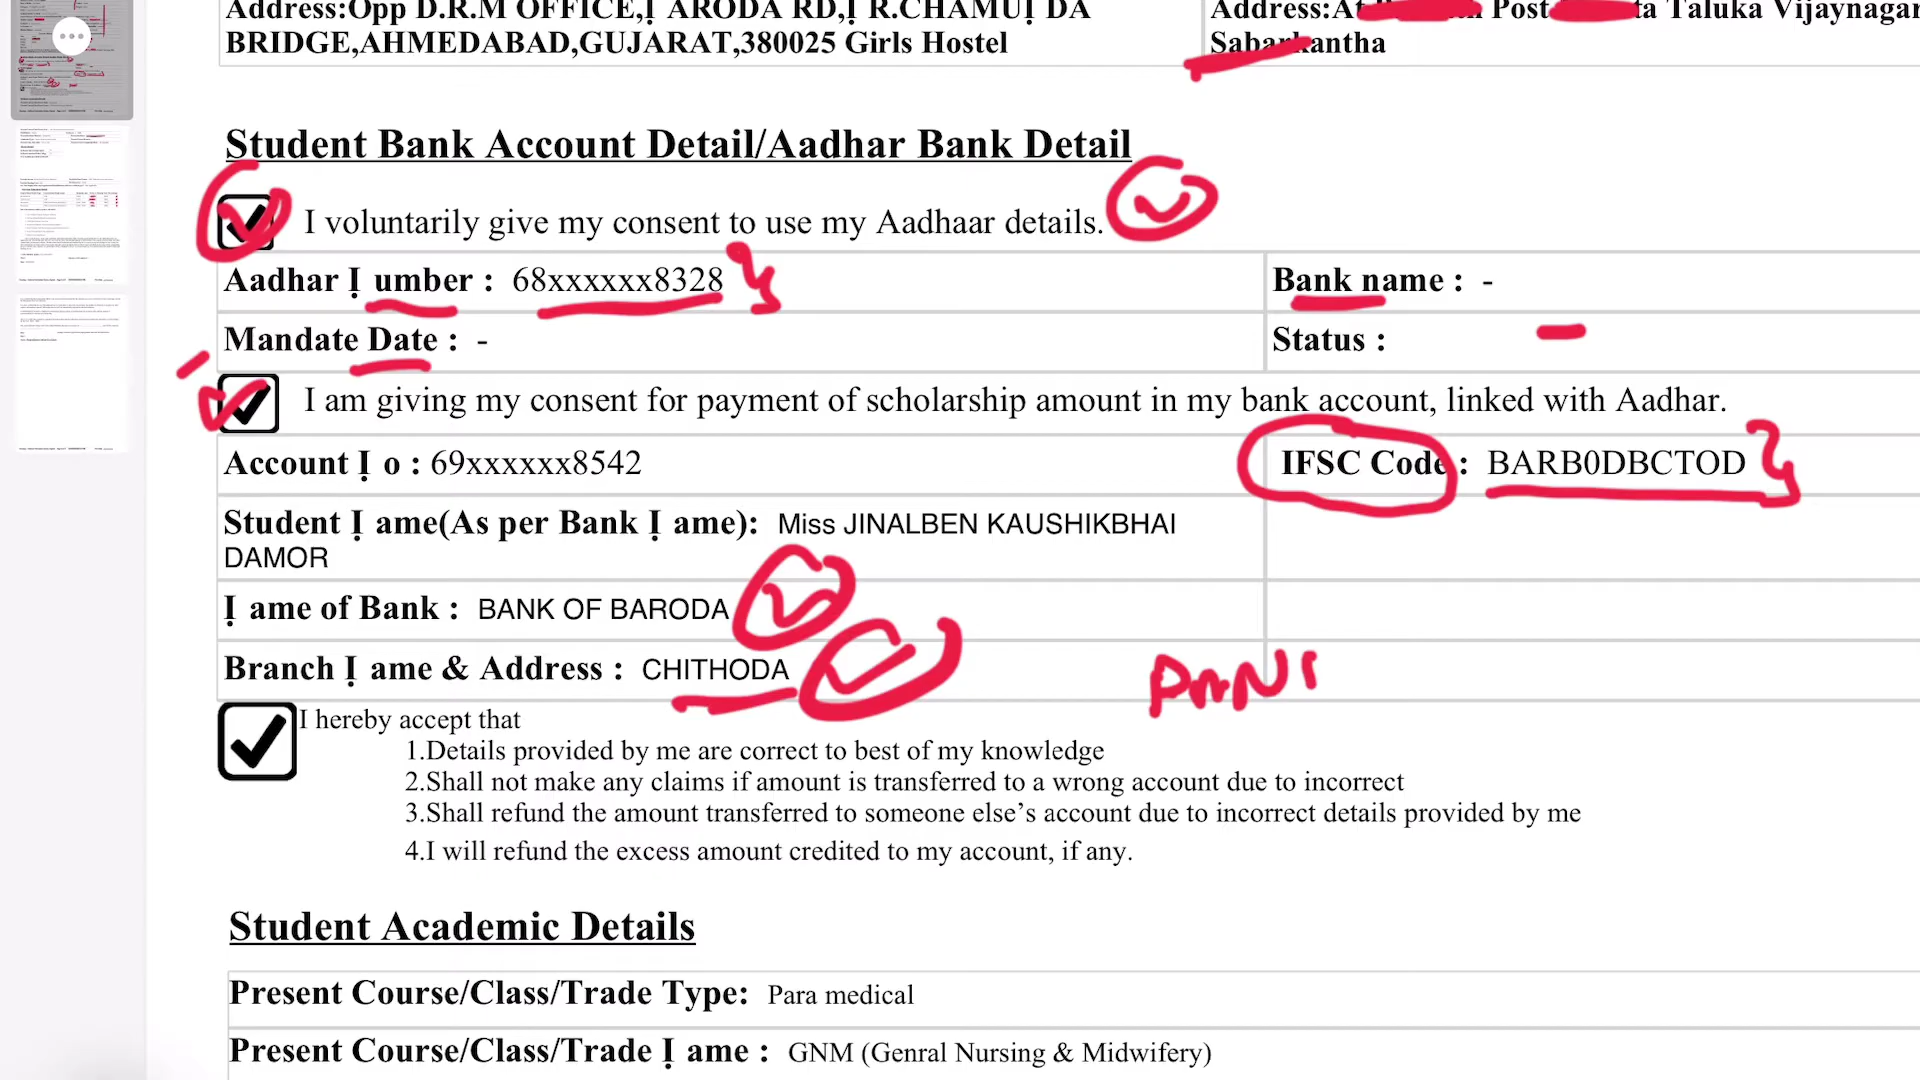 Address:Opp D.R.M OFFICE,Ị ARODA RD,Ị R.CHAMUỊ DA
BRIDGE,AHMEDABAD,GUJARAT,380025 Girls Hostel
Address:At Post ta Taluka Vijaynagar
Sabarkantha
Student Bank Account Detail/Aadhar Bank Detail
I voluntarily give my consent to use my Aadhaar details.
Aadhar Ị umber : 68xxxxxx8328
Bank name : -
Mandate Date : -
Status :
I am giving my consent for payment of scholarship amount in my bank account, linked with Aadhar.
Account Ị o : 69xxxxxx8542
IFSC Code : BARB0DBCTOD
Student Ị ame(As per Bank Ị ame): Miss JINALBEN KAUSHIKBHAI
DAMOR
Ị ame of Bank : BANK OF BARODA
Branch Ị ame & Address : CHITHODA
I hereby accept that
1.Details provided by me are correct to best of my knowledge
2.Shall not make any claims if amount is transferred to a wrong account due to incorrect
3.Shall refund the amount transferred to someone else’s account due to incorrect details provided by me
4.I will refund the excess amount credited to my account, if any.
Student Academic Details
Present Course/Class/Trade Type: Para medical
Present Course/Class/Trade Ị ame : GNM (Genral Nursing & Midwifery)